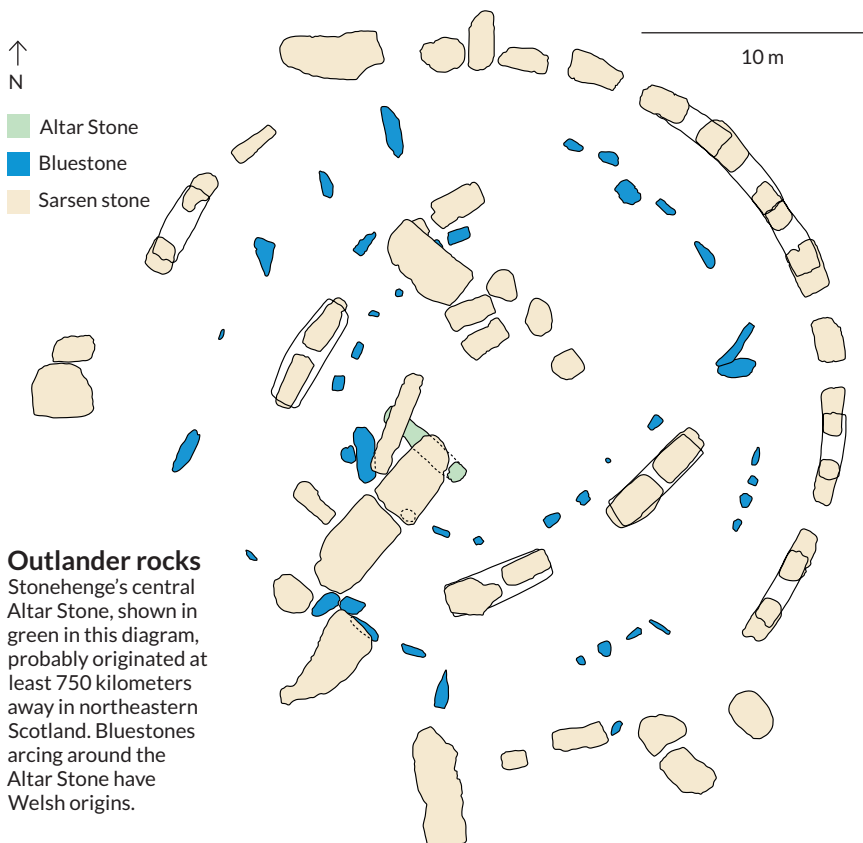 10 m
N
Altar Stone
Bluestone
Sarsen stone
Outlander rocks
Stonehenge’s central
Altar Stone, shown in
green in this diagram,
probably originated at
least 750 kilometers
away in northeastern
Scotland. Bluestones
arcing around the
Altar Stone have
Welsh origins.